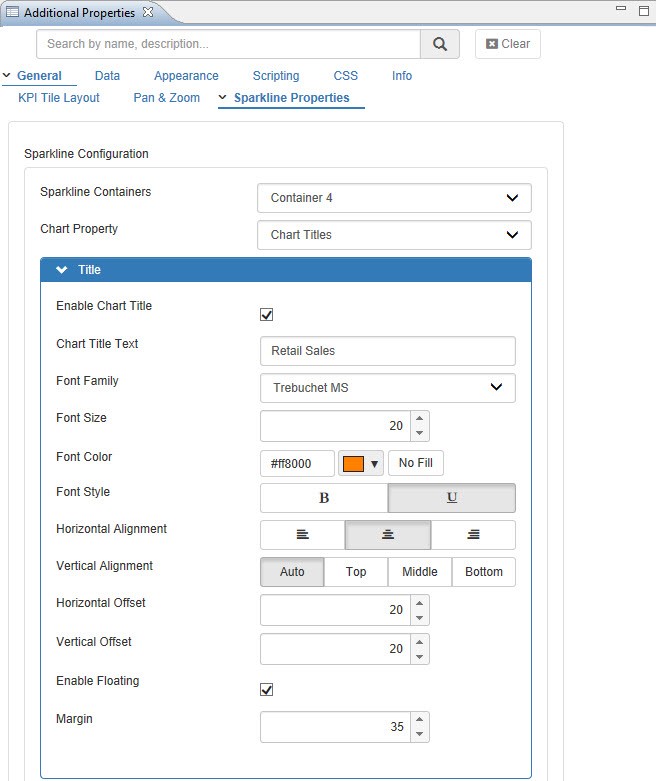 Additional Properties
Search by name, description...
Clear
General Data Appearance Scripting CSS Info
KPI Tile Layout Pan & Zoom Sparkline Properties
Sparkline Configuration
Sparkline Containers Container 4
Chart Property Chart Titles
Title
Enable Chart Title
Chart Title Text Retail Sales
Font Family Trebuchet MS
Font Size 20
Font Color #ff8000 No Fill
Font Style B U
Horizontal Alignment
Vertical Alignment Auto Top Middle Bottom
Horizontal Offset 20
Vertical Offset 20
Enable Floating
Margin 35